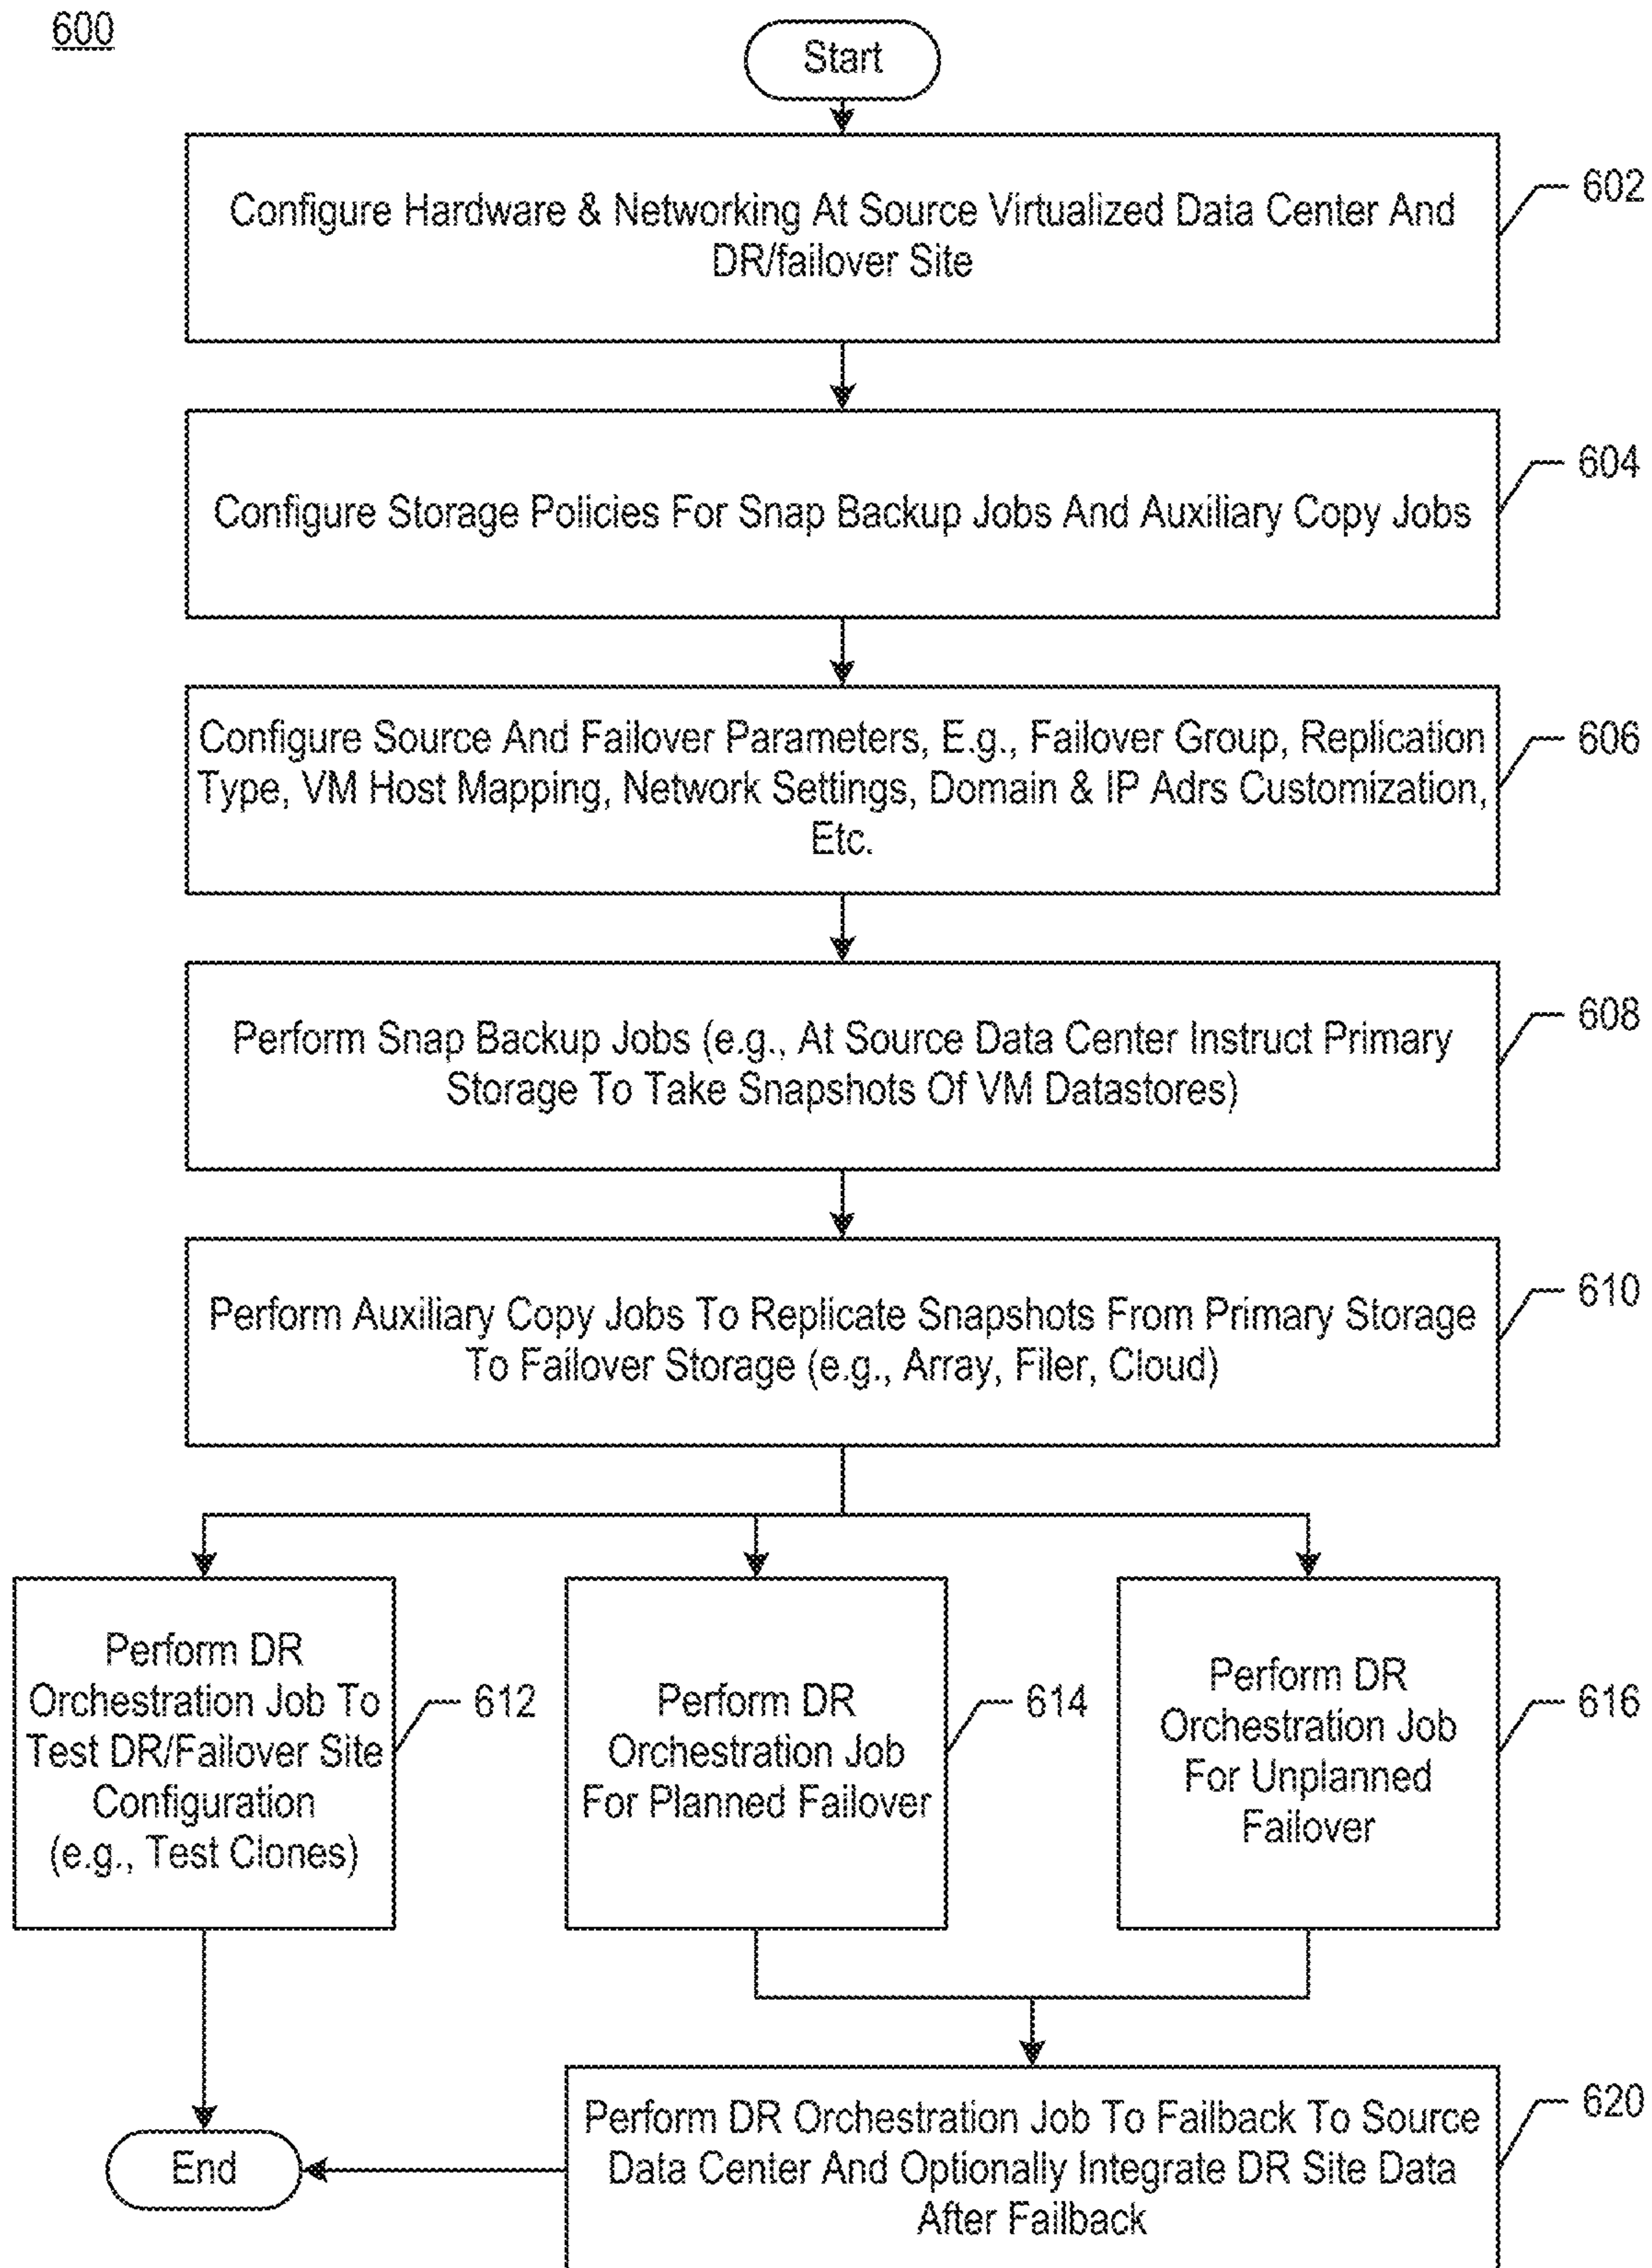 600
Start
Configure Hardware & Networking At Source Virtualized Data Center And
DR/failover Site
602
Configure Storage Policies For Snap Backup Jobs And Auxiliary Copy Jobs
604
Configure Source And Failover Parameters, E.g., Failover Group, Replication
Type, VM Host Mapping, Network Settings, Domain & IP Adrs Customization,
Etc.
606
Perform Snap Backup Jobs (e.g., At Source Data Center Instruct Primary
Storage To Take Snapshots Of VM Datastores)
608
Perform Auxiliary Copy Jobs To Replicate Snapshots From Primary Storage
To Failover Storage (e.g., Array, Filer, Cloud)
610
Perform DR
Orchestration Job To
Test DR/Failover Site
Configuration
(e.g., Test Clones)
612
Perform DR
Orchestration Job
For Planned Failover
614
Perform DR
Orchestration Job
For Unplanned
Failover
616
Perform DR Orchestration Job To Failback To Source
Data Center And Optionally Integrate DR Site Data
After Failback
620
End